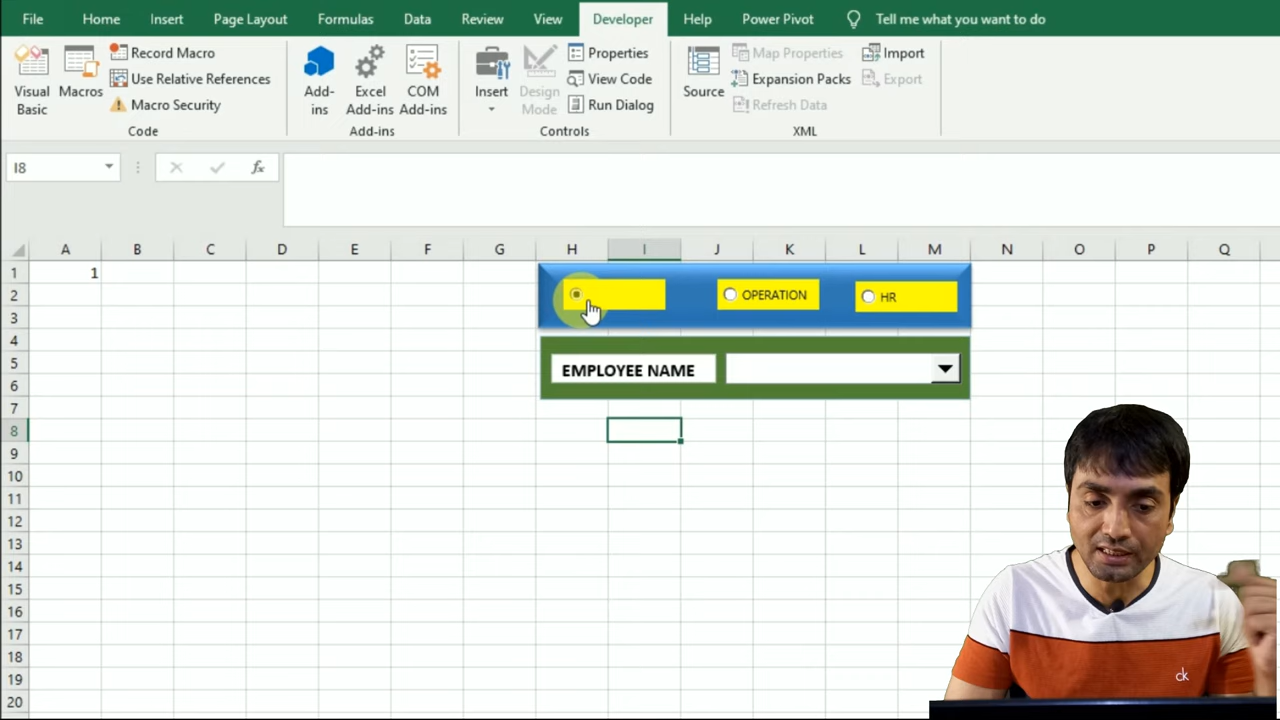 File Home Insert Page Layout Formulas Data Review View Developer Help Power Pivot Tell me what you want to do
Visual Basic
Macros
Record Macro
Use Relative References
Macro Security
Code
Add-ins
Excel Add-ins
COM Add-ins
Add-ins
Insert
Design Mode
Properties
View Code
Run Dialog
Controls
Source
Map Properties
Expansion Packs
Refresh Data
Import
Export
XML
I8 fx
A B C D E F G H I J K L M N O P Q
1 1
2 OPERATION HR
3
4
5 EMPLOYEE NAME
6
7
8
9
10
11
12
13
14
15
16
17
18
19
20
ck